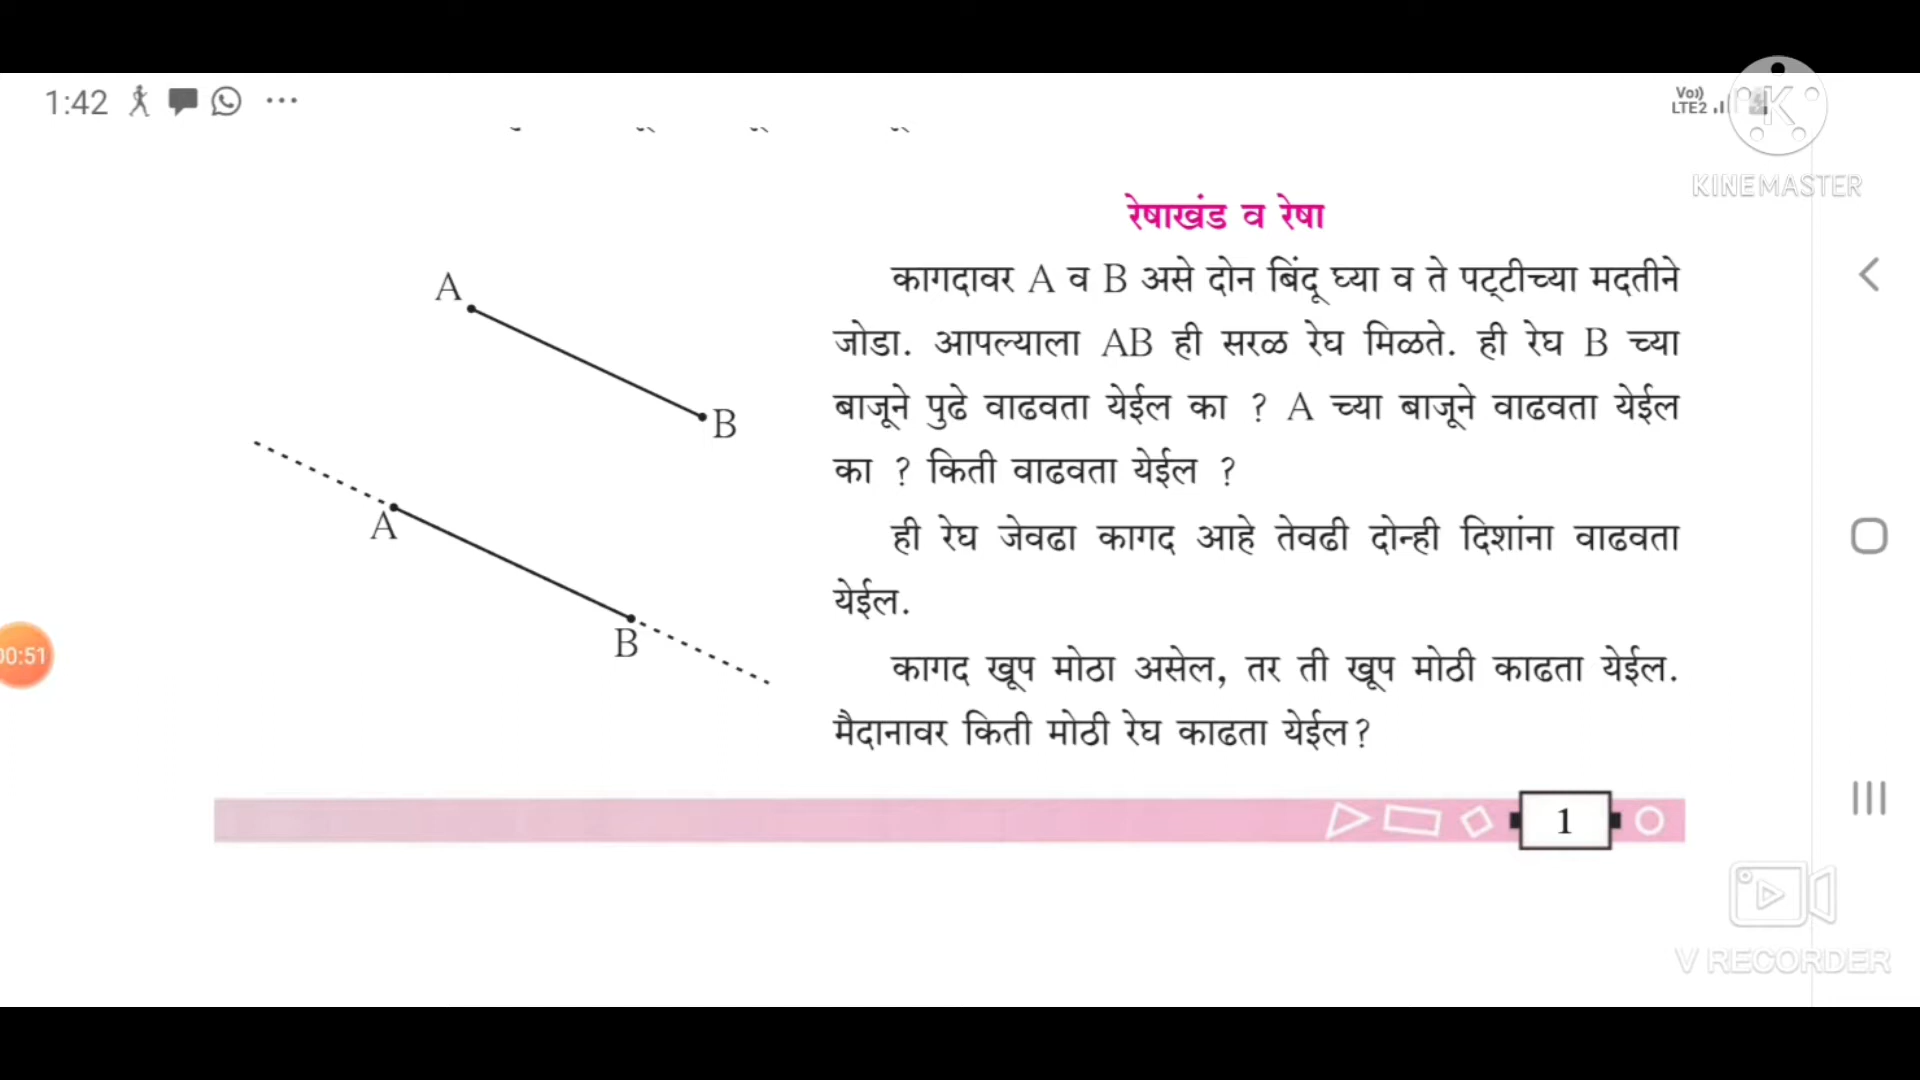 1:42
Vo))
LTE2
KINEMASTER
रेषाखंड व रेषा
कागदावर A व B असे दोन बिंदू घ्या व ते पट्टीच्या मदतीने
जोडा. आपल्याला AB ही सरळ रेघ मिळते. ही रेघ B च्या
बाजूने पुढे वाढवता येईल का ? A च्या बाजूने वाढवता येईल
का ? किती वाढवता येईल ?
ही रेघ जेवढा कागद आहे तेवढी दोन्ही दिशांना वाढवता
येईल.
कागद खूप मोठा असेल, तर ती खूप मोठी काढता येईल.
मैदानावर किती मोठी रेघ काढता येईल?
A
B
A
B
00:51
1
V RECORDER